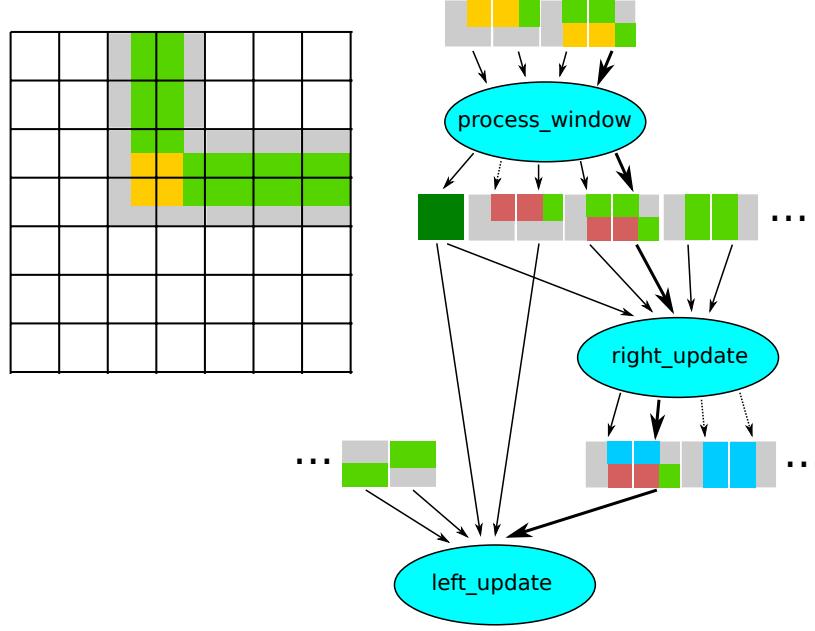 process_window
...
right_update
...
..
left_update